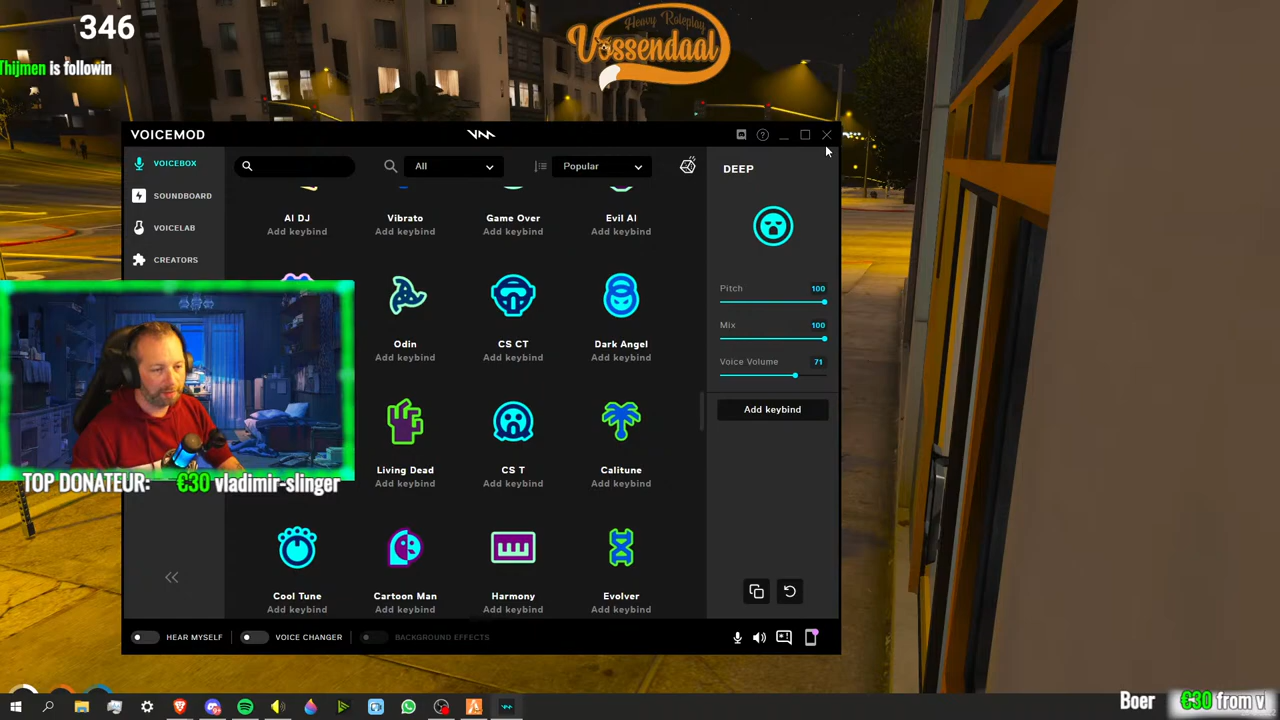 346
Thijmen is followin
Heavy Roleplay
Vossendaal
VOICEMOD
VOICEBOX
SOUNDBOARD
VOICELAB
CREATORS
All
Popular
AI DJ
Add keybind
Vibrato
Add keybind
Game Over
Add keybind
Evil AI
Add keybind
Odin
Add keybind
CS CT
Add keybind
Dark Angel
Add keybind
Living Dead
Add keybind
CS T
Add keybind
Calitune
Add keybind
Cool Tune
Add keybind
Cartoon Man
Add keybind
Harmony
Add keybind
Evolver
Add keybind
DEEP
Pitch 100
Mix 100
Voice Volume 71
Add keybind
TOP DONATEUR: €30 vladimir-slinger
HEAR MYSELF
VOICE CHANGER
BACKGROUND EFFECTS
Boer €30 from v